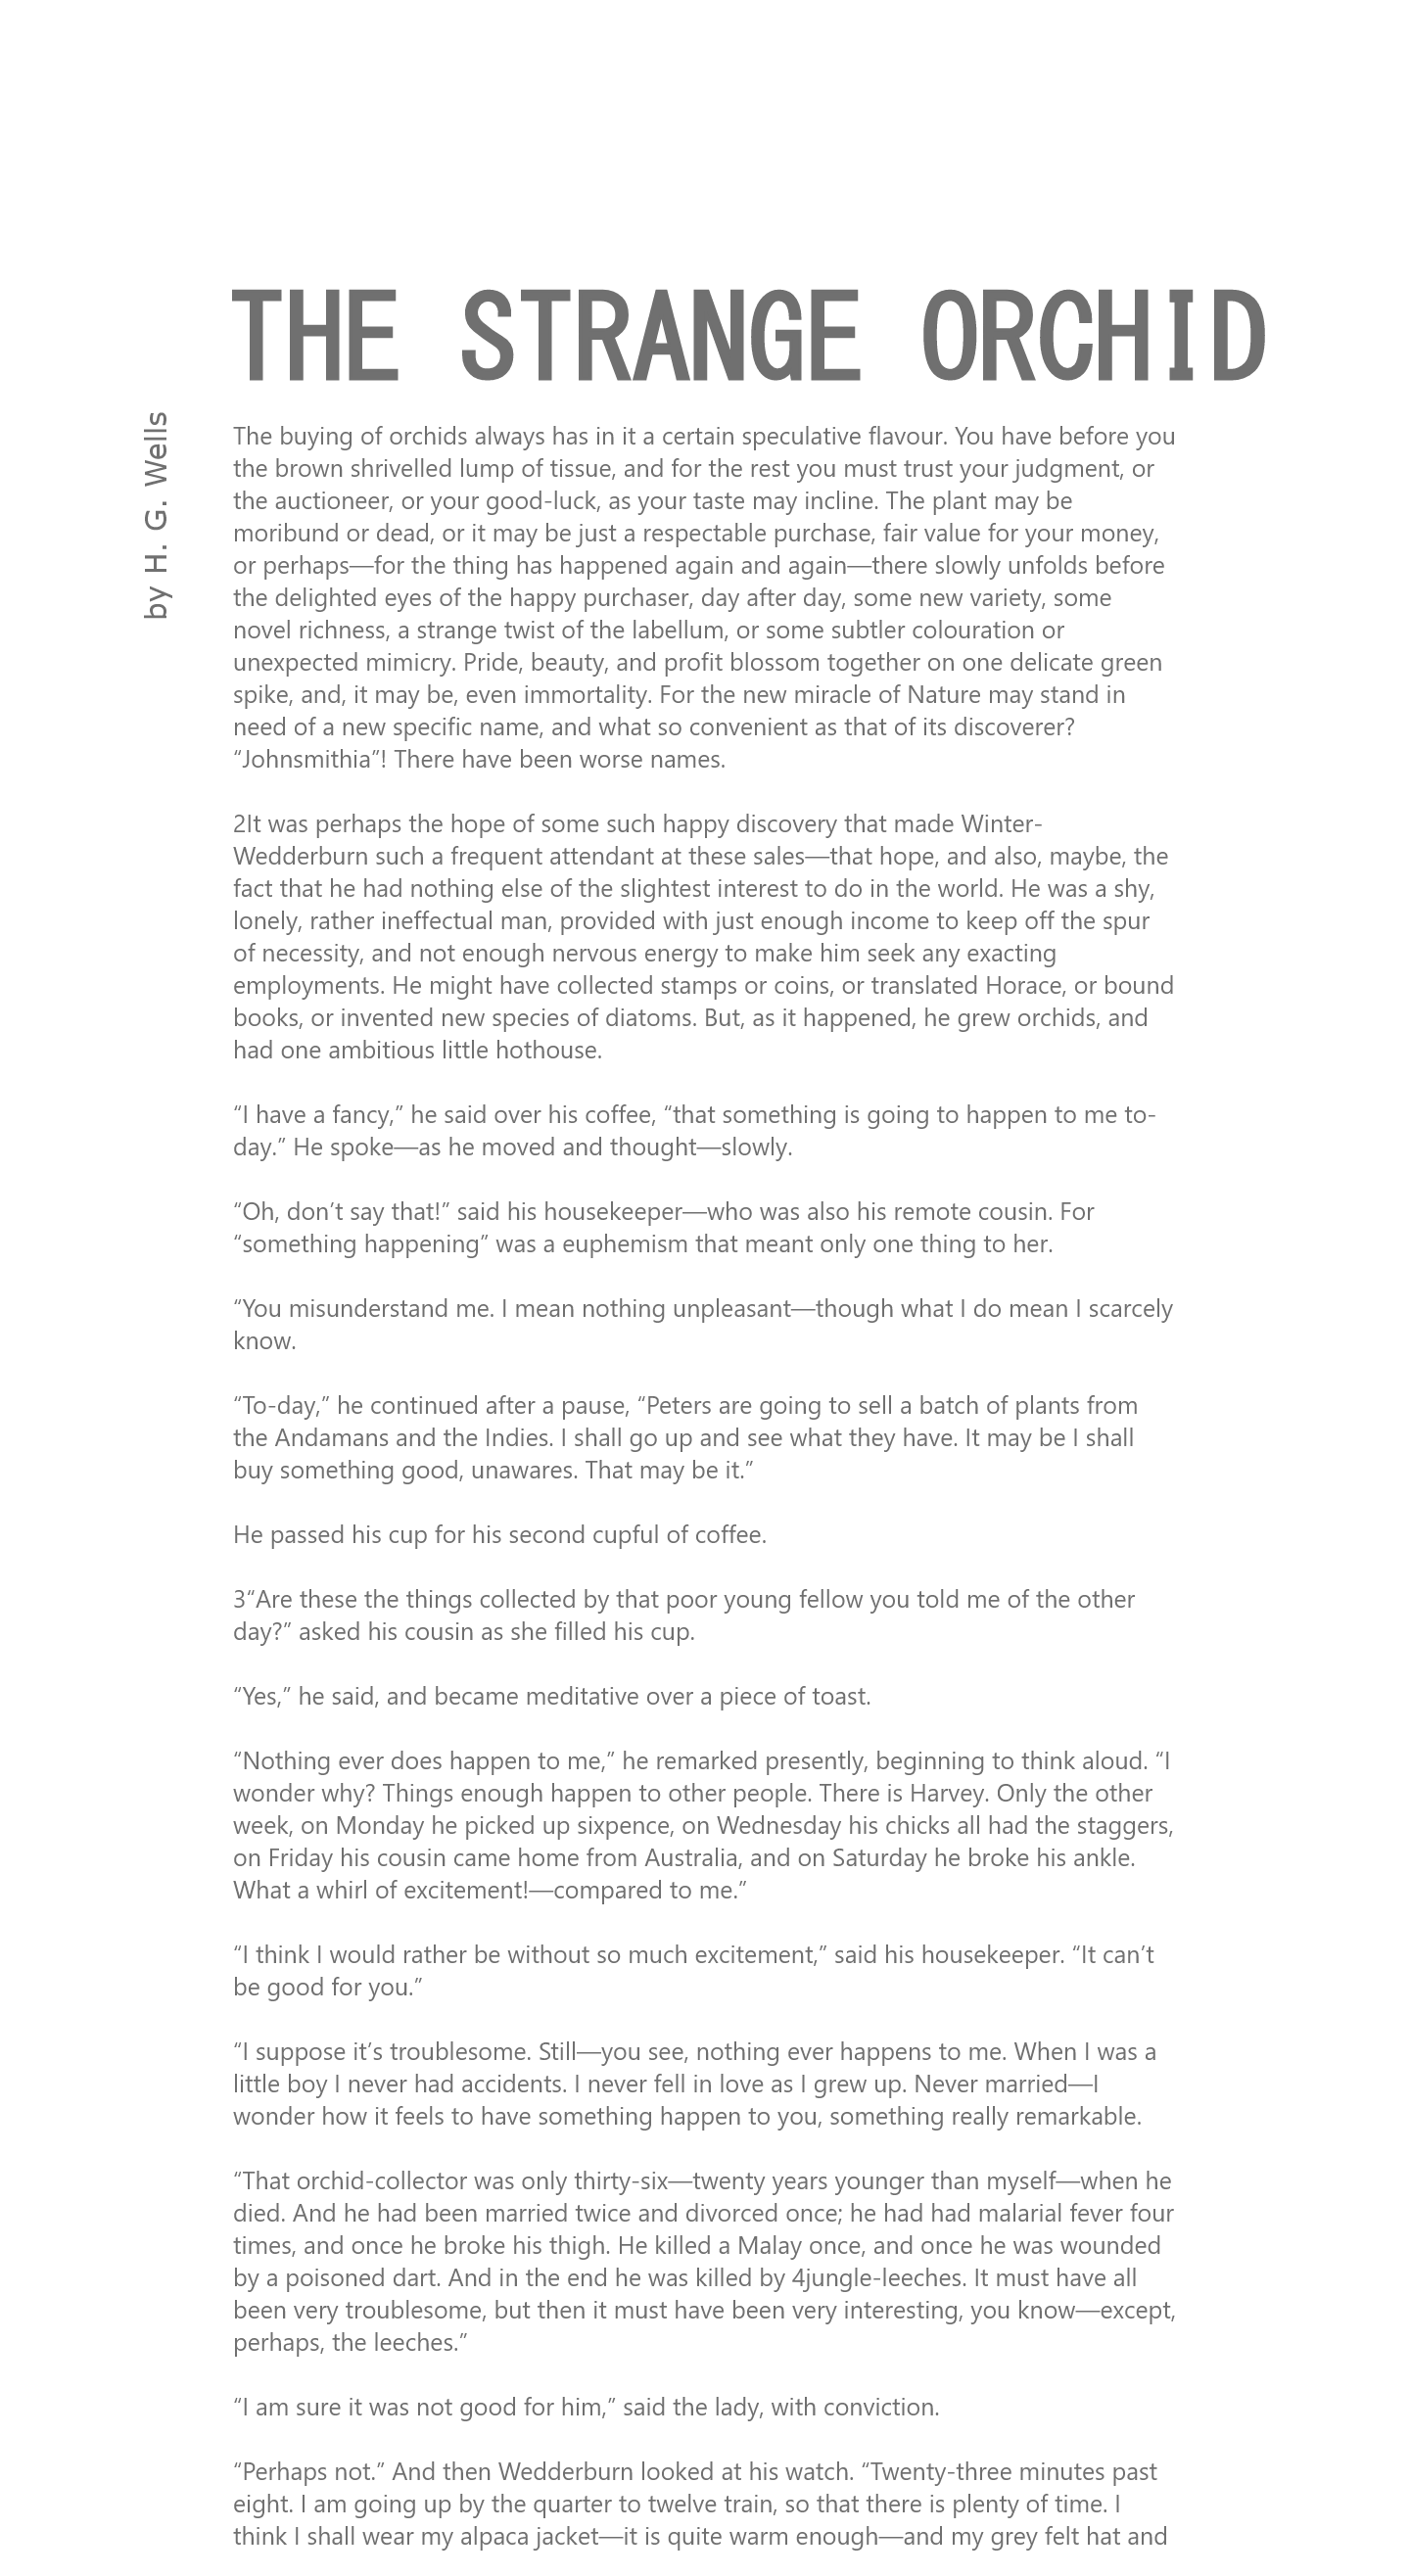 THE STRANGE ORCHID
by H. G. Wells
The buying of orchids always has in it a certain speculative flavour. You have before you
the brown shrivelled lump of tissue, and for the rest you must trust your judgment, or
the auctioneer, or your good-luck, as your taste may incline. The plant may be
moribund or dead, or it may be just a respectable purchase, fair value for your money,
or perhaps—for the thing has happened again and again—there slowly unfolds before
the delighted eyes of the happy purchaser, day after day, some new variety, some
novel richness, a strange twist of the labellum, or some subtler colouration or
unexpected mimicry. Pride, beauty, and profit blossom together on one delicate green
spike, and, it may be, even immortality. For the new miracle of Nature may stand in
need of a new specific name, and what so convenient as that of its discoverer?
“Johnsmithia”! There have been worse names.
2It was perhaps the hope of some such happy discovery that made Winter-
Wedderburn such a frequent attendant at these sales—that hope, and also, maybe, the
fact that he had nothing else of the slightest interest to do in the world. He was a shy,
lonely, rather ineffectual man, provided with just enough income to keep off the spur
of necessity, and not enough nervous energy to make him seek any exacting
employments. He might have collected stamps or coins, or translated Horace, or bound
books, or invented new species of diatoms. But, as it happened, he grew orchids, and
had one ambitious little hothouse.
“I have a fancy,” he said over his coffee, “that something is going to happen to me to-
day.” He spoke—as he moved and thought—slowly.
“Oh, don’t say that!” said his housekeeper—who was also his remote cousin. For
“something happening” was a euphemism that meant only one thing to her.
“You misunderstand me. I mean nothing unpleasant—though what I do mean I scarcely
know.
“To-day,” he continued after a pause, “Peters are going to sell a batch of plants from
the Andamans and the Indies. I shall go up and see what they have. It may be I shall
buy something good, unawares. That may be it.”
He passed his cup for his second cupful of coffee.
3“Are these the things collected by that poor young fellow you told me of the other
day?” asked his cousin as she filled his cup.
“Yes,” he said, and became meditative over a piece of toast.
“Nothing ever does happen to me,” he remarked presently, beginning to think aloud. “I
wonder why? Things enough happen to other people. There is Harvey. Only the other
week, on Monday he picked up sixpence, on Wednesday his chicks all had the staggers,
on Friday his cousin came home from Australia, and on Saturday he broke his ankle.
What a whirl of excitement!—compared to me.”
“I think I would rather be without so much excitement,” said his housekeeper. “It can’t
be good for you.”
“I suppose it’s troublesome. Still—you see, nothing ever happens to me. When I was a
little boy I never had accidents. I never fell in love as I grew up. Never married—I
wonder how it feels to have something happen to you, something really remarkable.
“That orchid-collector was only thirty-six—twenty years younger than myself—when he
died. And he had been married twice and divorced once; he had had malarial fever four
times, and once he broke his thigh. He killed a Malay once, and once he was wounded
by a poisoned dart. And in the end he was killed by 4jungle-leeches. It must have all
been very troublesome, but then it must have been very interesting, you know—except,
perhaps, the leeches.”
“I am sure it was not good for him,” said the lady, with conviction.
“Perhaps not.” And then Wedderburn looked at his watch. “Twenty-three minutes past
eight. I am going up by the quarter to twelve train, so that there is plenty of time. I
think I shall wear my alpaca jacket—it is quite warm enough—and my grey felt hat and